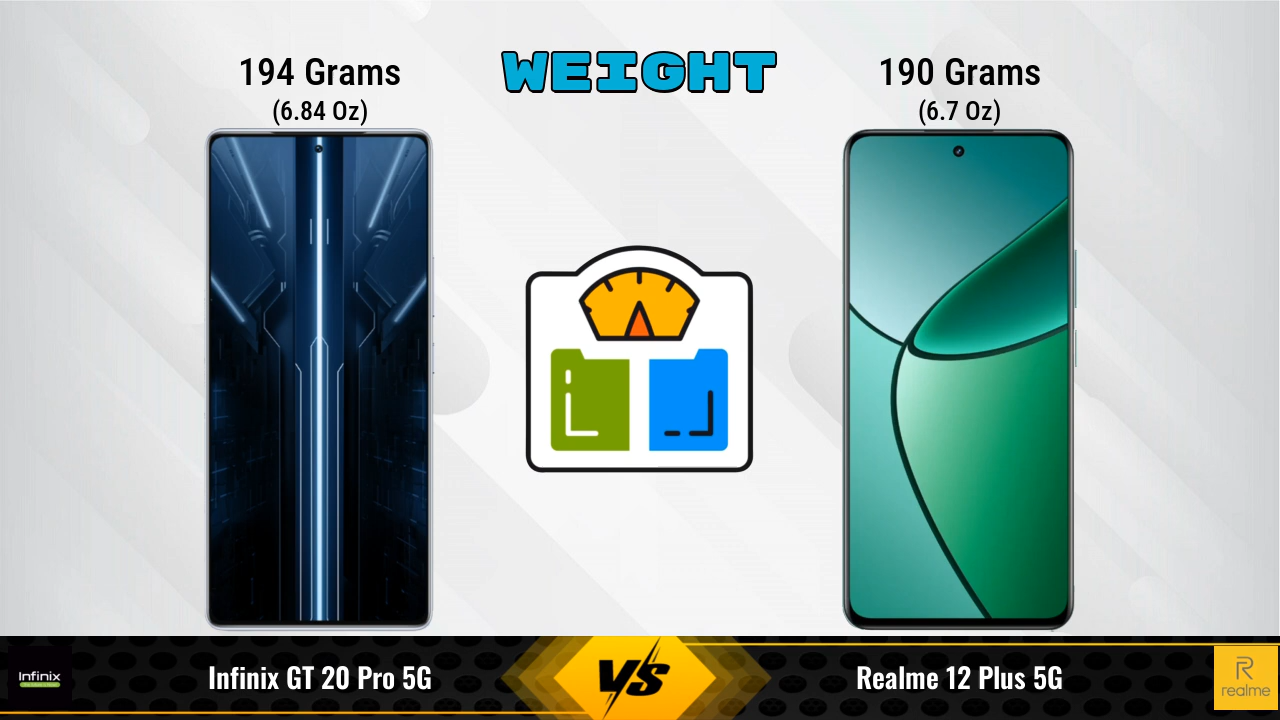 WEIGHT
194 Grams
(6.84 Oz)
190 Grams
(6.7 Oz)
Infinix
Infinix GT 20 Pro 5G
VS
Realme 12 Plus 5G
R
realme